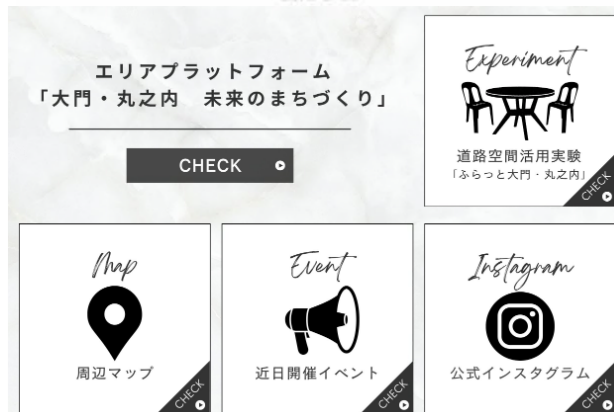 エリアプラットフォーム
「大門・丸之内　未来のまちづくり」
CHECK
Experiment
道路空間活用実験
「ふらっと大門・丸之内」
CHECK
Map
周辺マップ
CHECK
Event
近日開催イベント
CHECK
Instagram
公式インスタグラム
CHECK